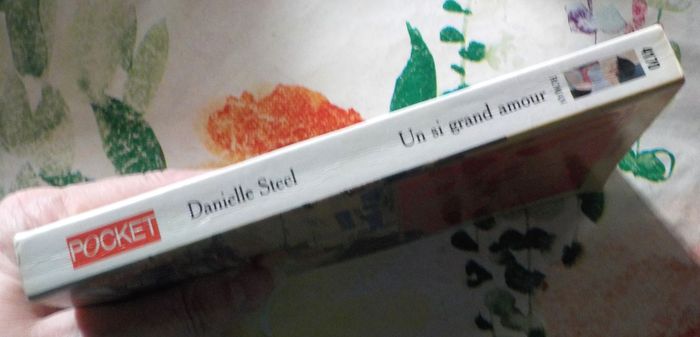 POCKET
Danielle Steel
Un si grand amour
ROMAN
4170